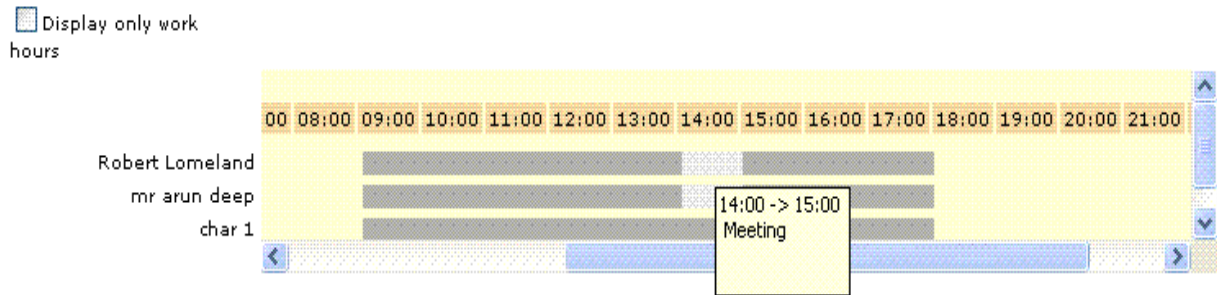 Display only work
hours
00 08:00 09:00 10:00 11:00 12:00 13:00 14:00 15:00 16:00 17:00 18:00 19:00 20:00 21:00
Robert Lomeland
mr arun deep
14:00 -> 15:00
Meeting
char 1